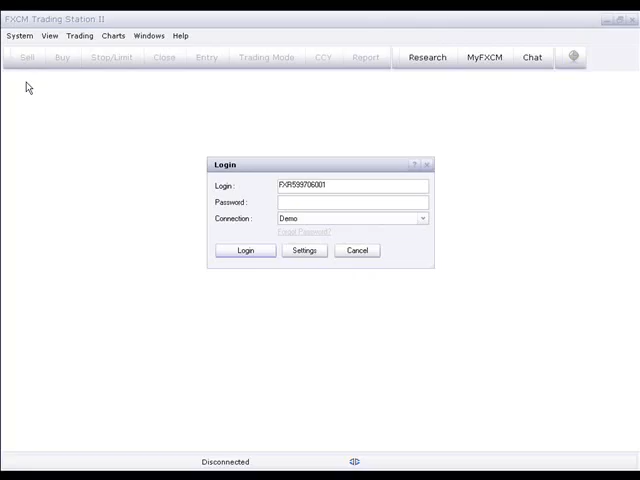 FXCM Trading Station II
System View Trading Charts Windows Help
Sell Buy Stop/Limit Close Entry Trading Mode CCY Report Research MyFXCM Chat
Login
Login : FXR599706001
Password :
Connection : Demo
Forgot Password?
Login Settings Cancel
Disconnected